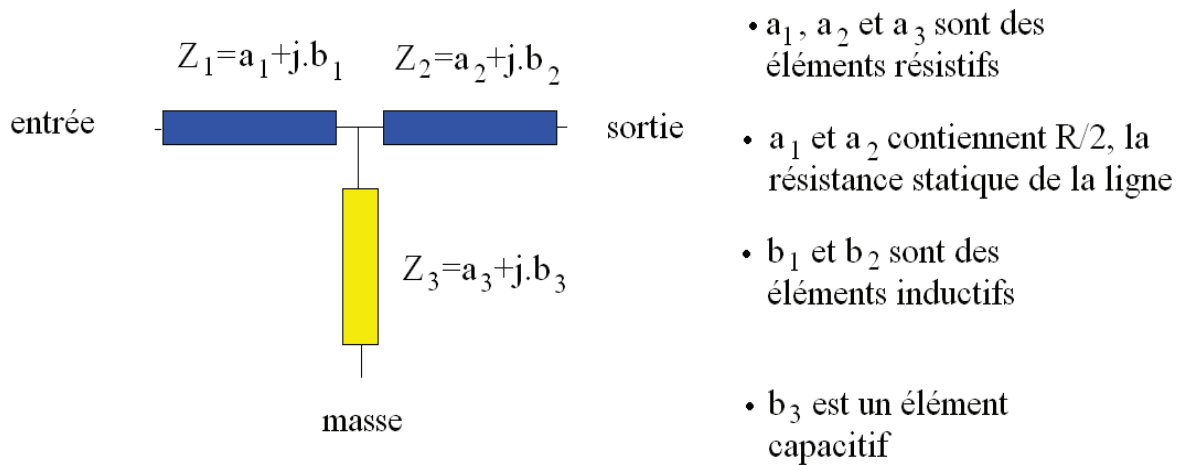 Z1=a1+j.b1
Z2=a2+j.b2
entrée
sortie
Z3=a3+j.b3
masse
• a1, a2 et a3 sont des
éléments résistifs
• a1 et a2 contiennent R/2, la
résistance statique de la ligne
• b1 et b2 sont des
éléments inductifs
• b3 est un élément
capacitif